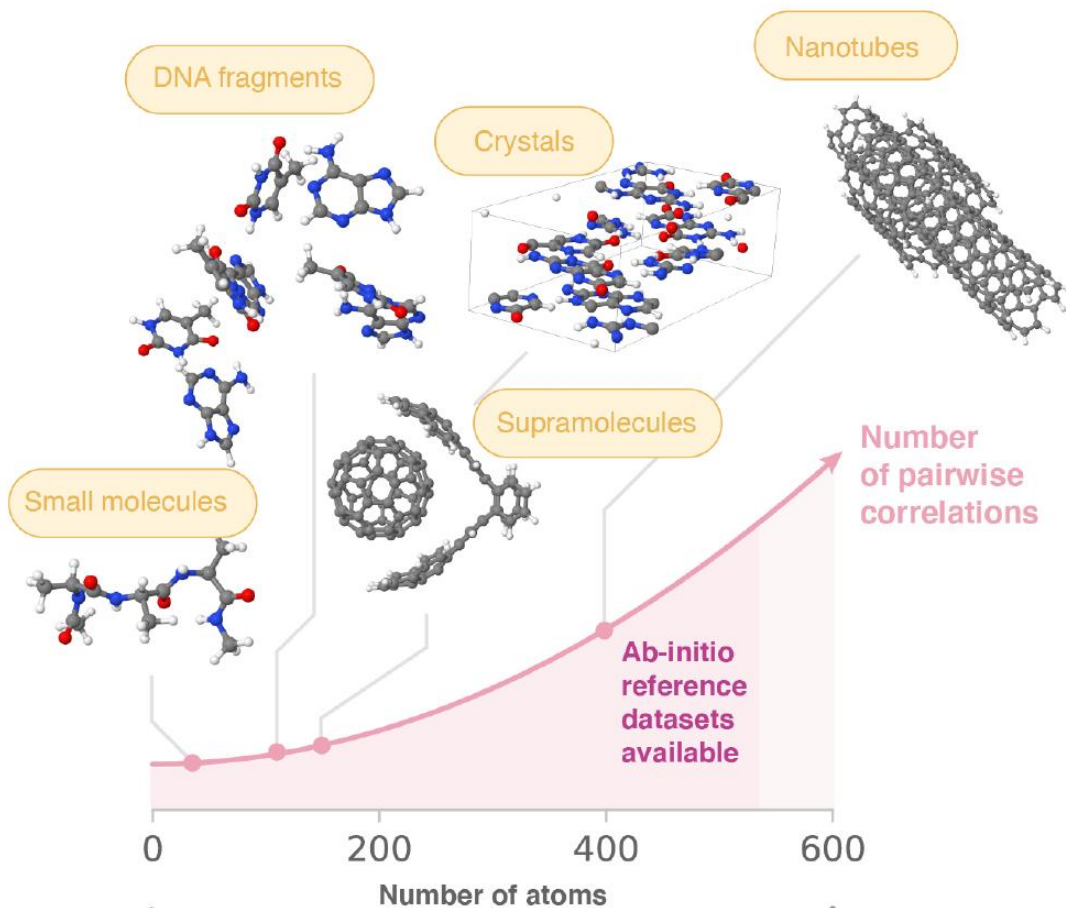 Nanotubes
DNA fragments
Crystals
Supramolecules
Small molecules
Number
of pairwise
correlations
Ab-initio
reference
datasets
available
0 200 400 600
Number of atoms